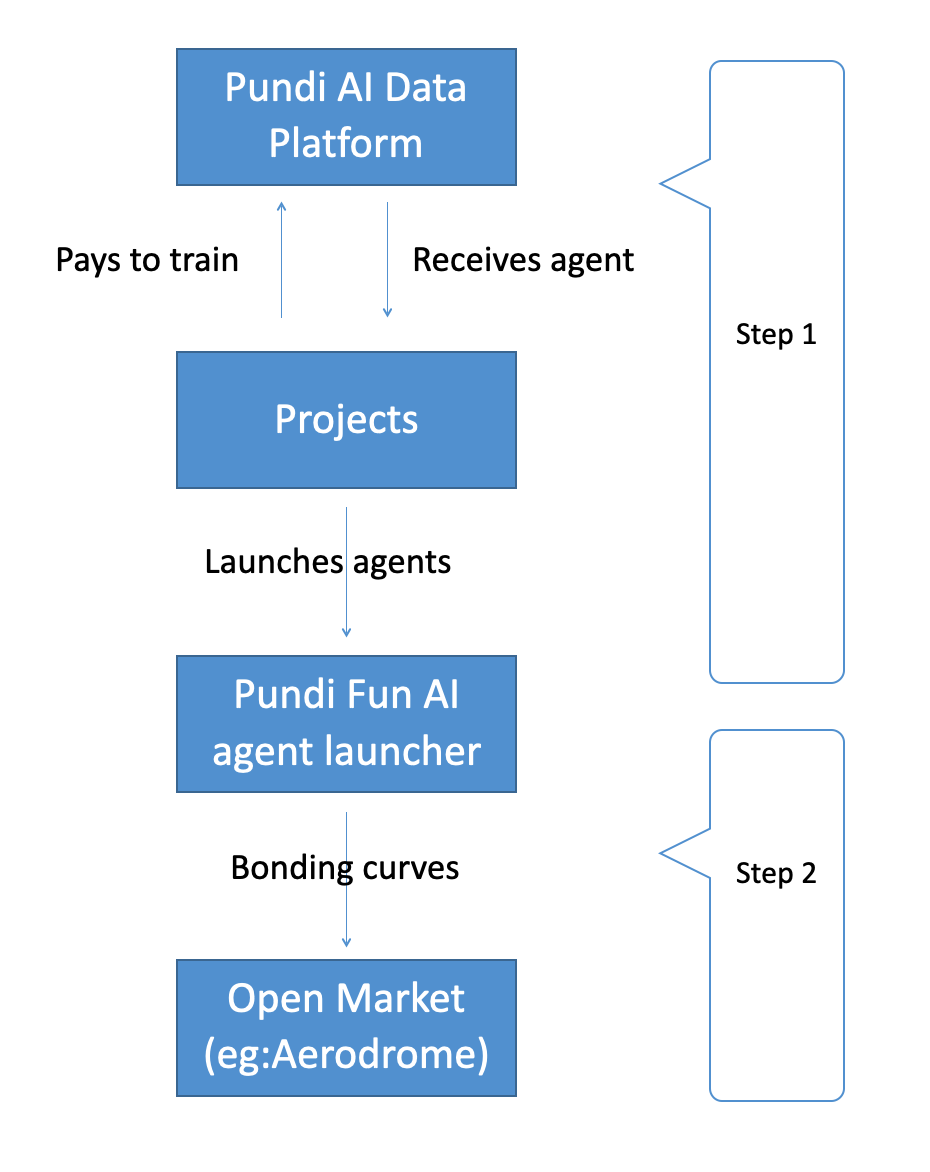 Pundi AI Data
Platform
Pays to train
Receives agent
Step 1
Projects
Launches agents
Pundi Fun AI
agent launcher
Bonding curves
Step 2
Open Market
(eg:Aerodrome)